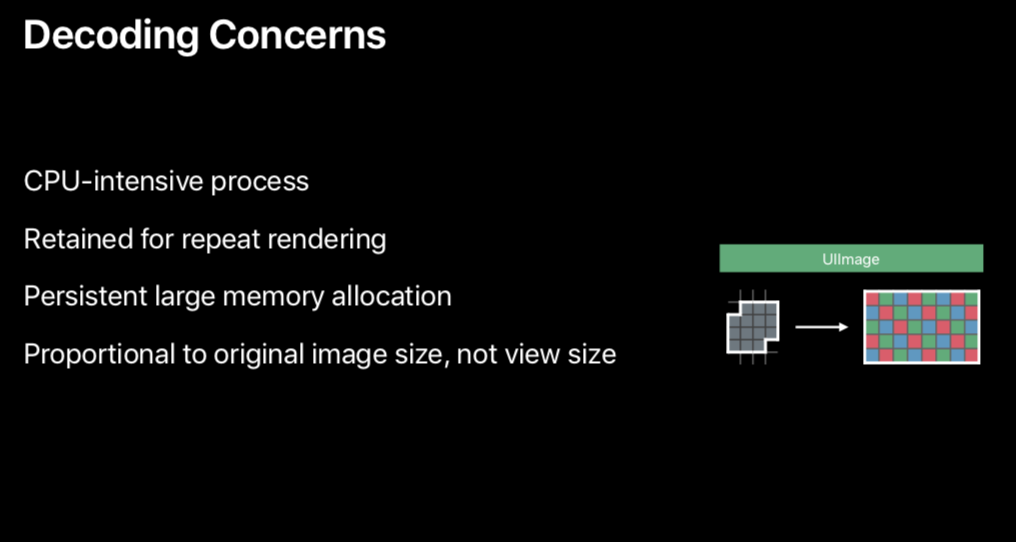 Decoding Concerns
CPU-intensive process
Retained for repeat rendering
Persistent large memory allocation
Proportional to original image size, not view size
UIImage